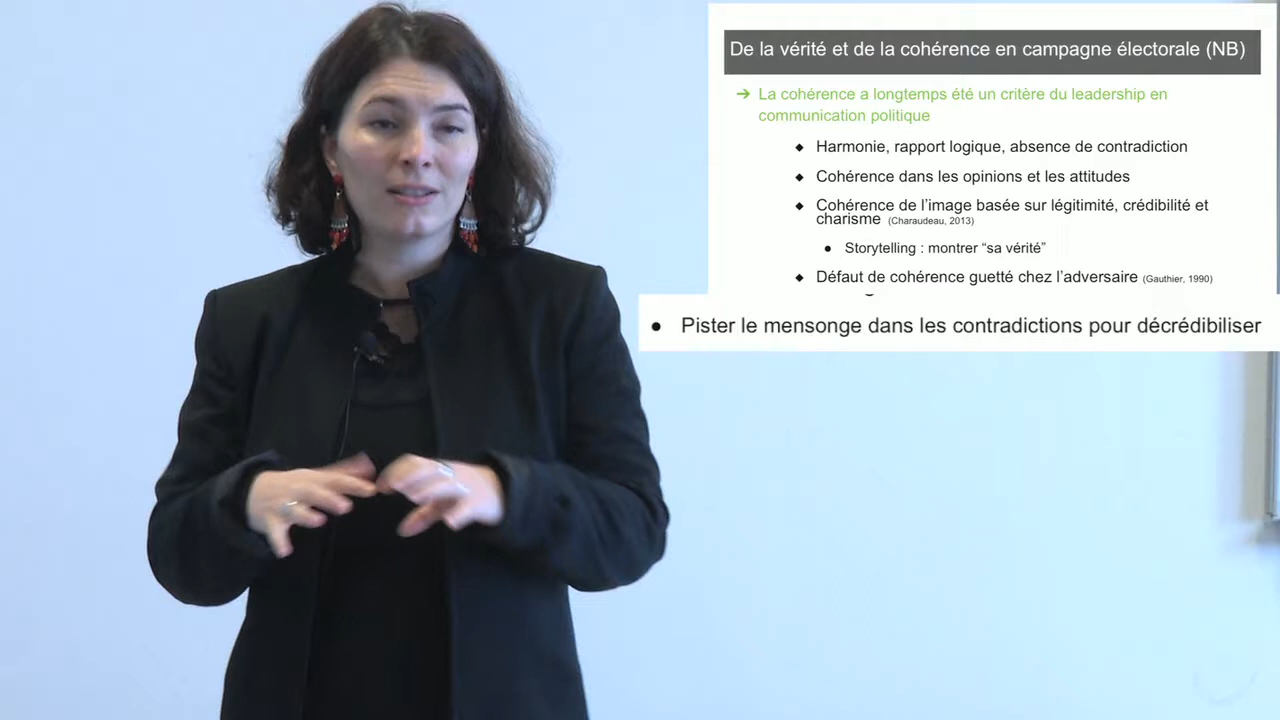 De la vérité et de la cohérence en campagne électorale (NB)
➔ La cohérence a longtemps été un critère du leadership en
communication politique
◆ Harmonie, rapport logique, absence de contradiction
◆ Cohérence dans les opinions et les attitudes
◆ Cohérence de l’image basée sur légitimité, crédibilité et
charisme (Charaudeau, 2013)
● Storytelling : montrer “sa vérité”
◆ Défaut de cohérence guetté chez l’adversaire (Gauthier, 1990)
● Pister le mensonge dans les contradictions pour décrédibiliser